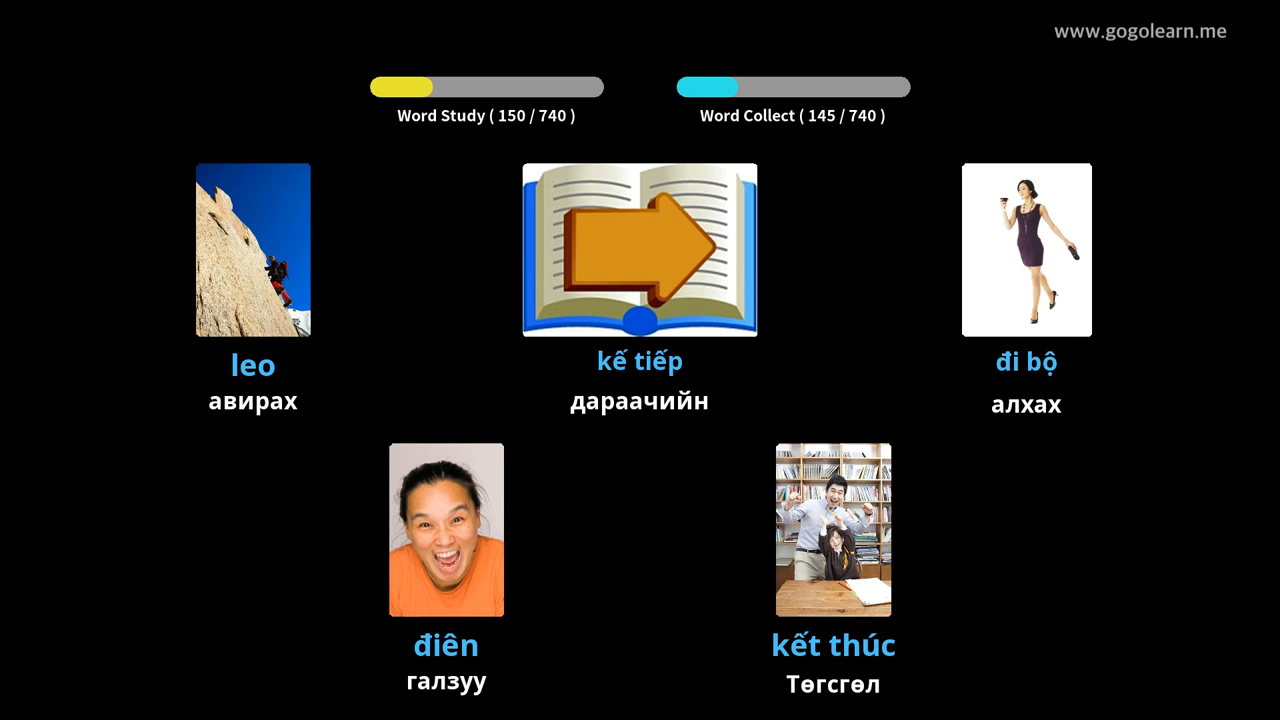 www.gogolearn.me
Word Study ( 150 / 740 )
Word Collect ( 145 / 740 )
leo
авирах
kế tiếp
дараачийн
đi bộ
алхах
điên
галзуу
kết thúc
Төгсгөл